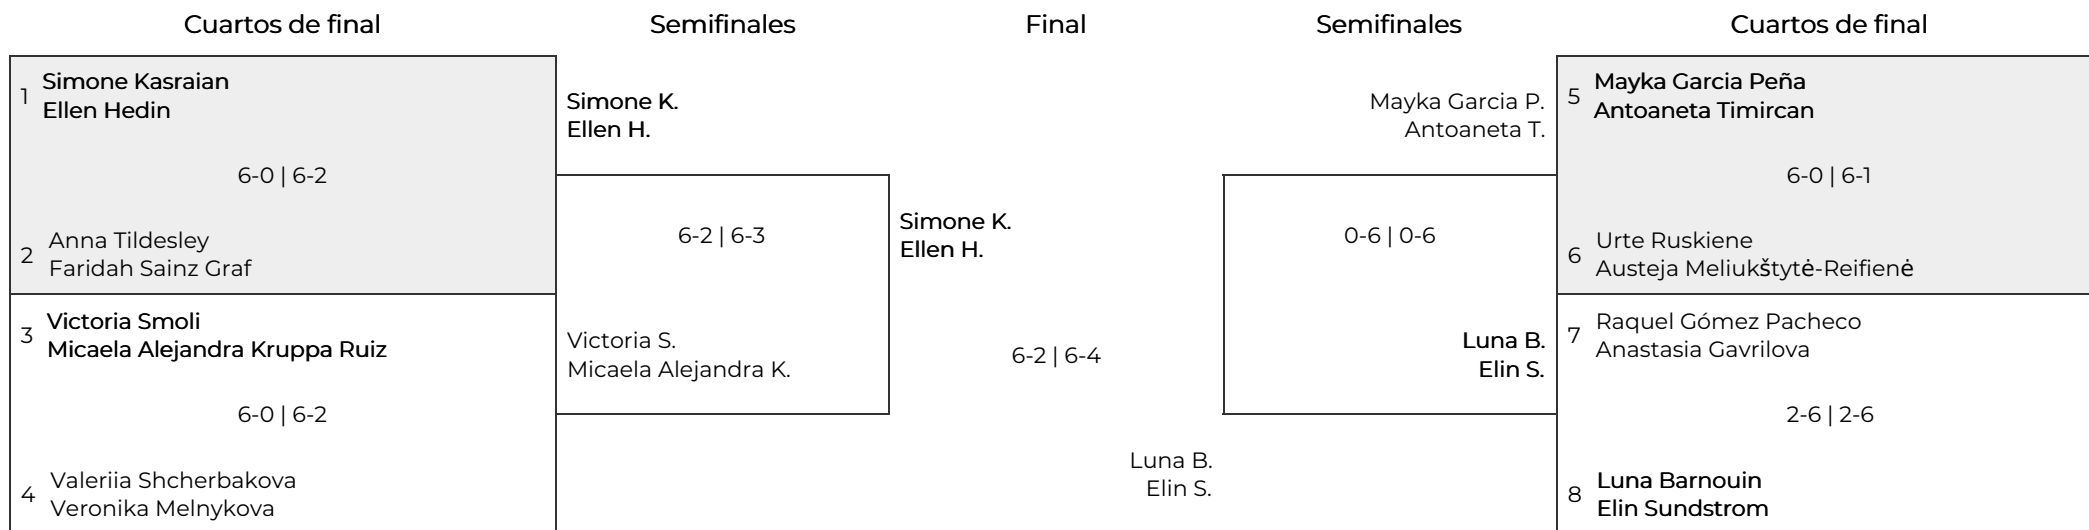 Cuartos de final
Semifinales
Final
Semifinales
Cuartos de final
1
Simone Kasraian
Ellen Hedin
6-0 | 6-2
2
Anna Tildesley
Faridah Sainz Graf
3
Victoria Smoli
Micaela Alejandra Kruppa Ruiz
6-0 | 6-2
4
Valeriia Shcherbakova
Veronika Melnykova
Simone K.
Ellen H.
6-2 | 6-3
Victoria S.
Micaela Alejandra K.
Simone K.
Ellen H.
6-2 | 6-4
Luna B.
Elin S.
Mayka Garcia P.
Antoaneta T.
0-6 | 0-6
Luna B.
Elin S.
5
Mayka Garcia Peña
Antoaneta Timircan
6-0 | 6-1
6
Urte Ruskiene
Austeja Meliukštytė-Reifienė
7
Raquel Gómez Pacheco
Anastasia Gavrilova
2-6 | 2-6
8
Luna Barnouin
Elin Sundstrom